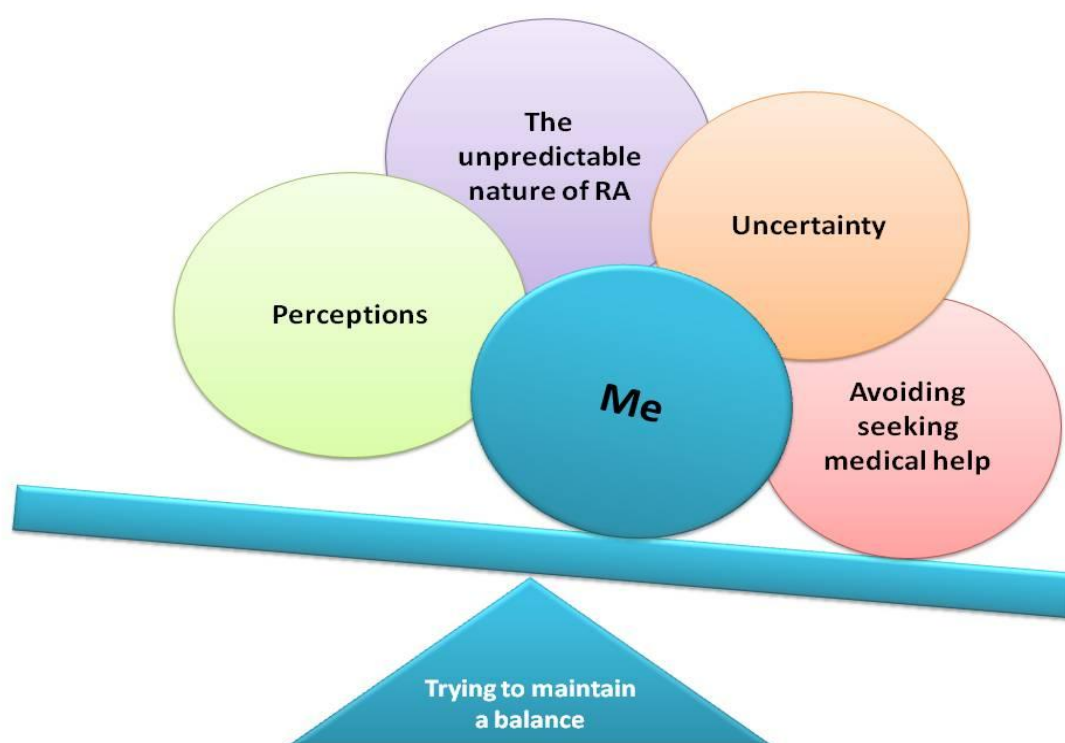 The
unpredictable
nature of RA
Uncertainty
Perceptions
Me
Avoiding
seeking
medical help
Trying to maintain
a balance